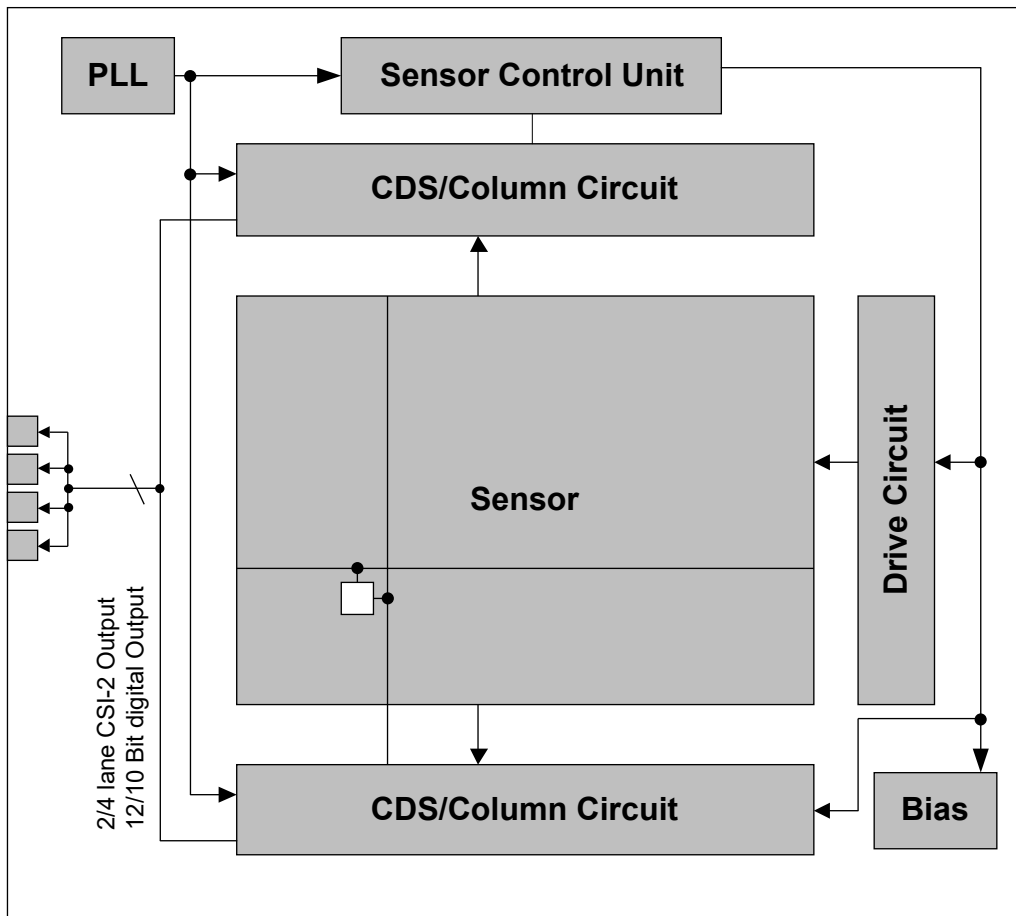 PLL
Sensor Control Unit
CDS/Column Circuit
Sensor
Drive Circuit
2/4 lane CSI-2 Output
12/10 Bit digital Output
CDS/Column Circuit
Bias